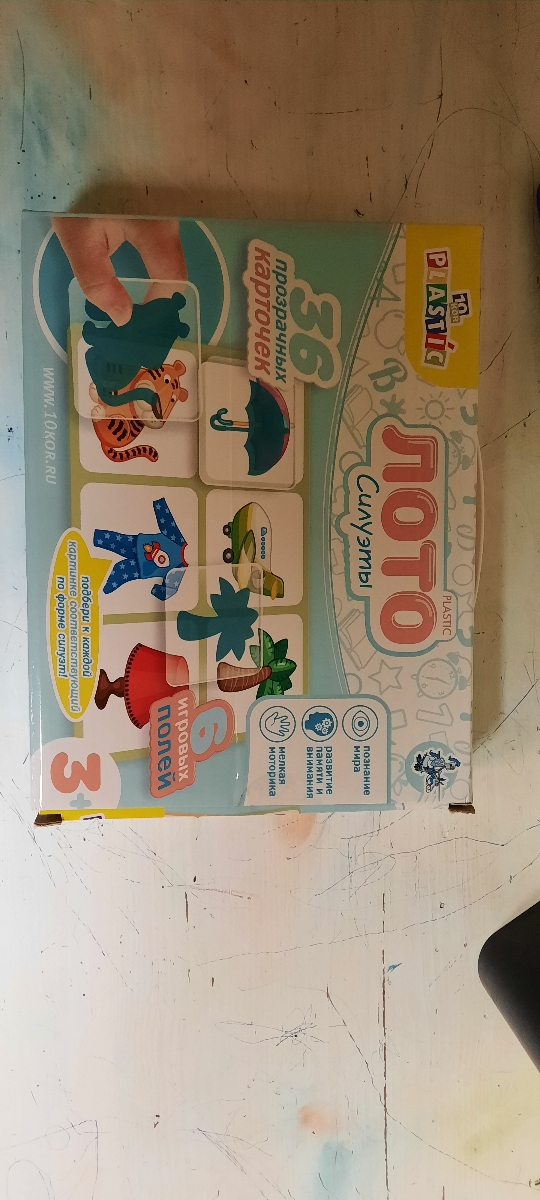 10
KOR
PLASTIC
ЛОТО
PLASTIC
Силуэты
36
прозрачных
карточек
познание
мира
развитие
памяти и
внимания
мелкая
моторика
6
игровых
полей
подбери к каждой
картинке соответствующий
по форме силуэт!
www.10KOR.RU
3+